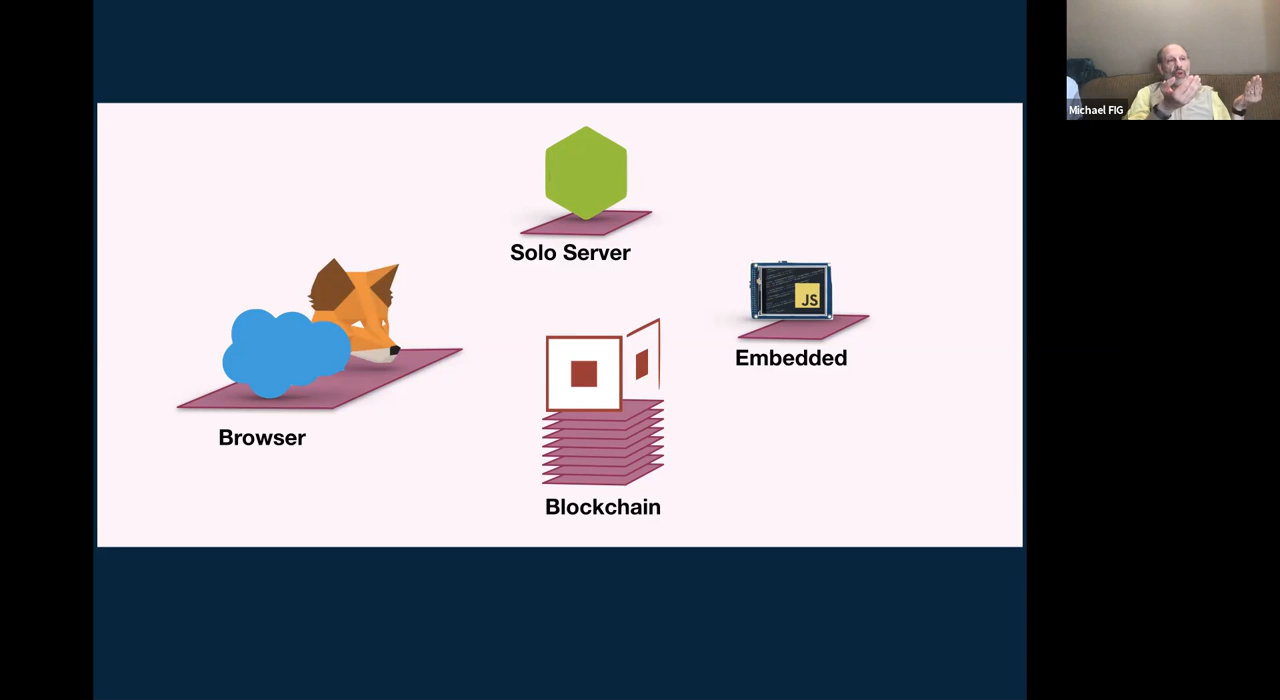 Michael FIG
Solo Server
JS
Embedded
Browser
Blockchain